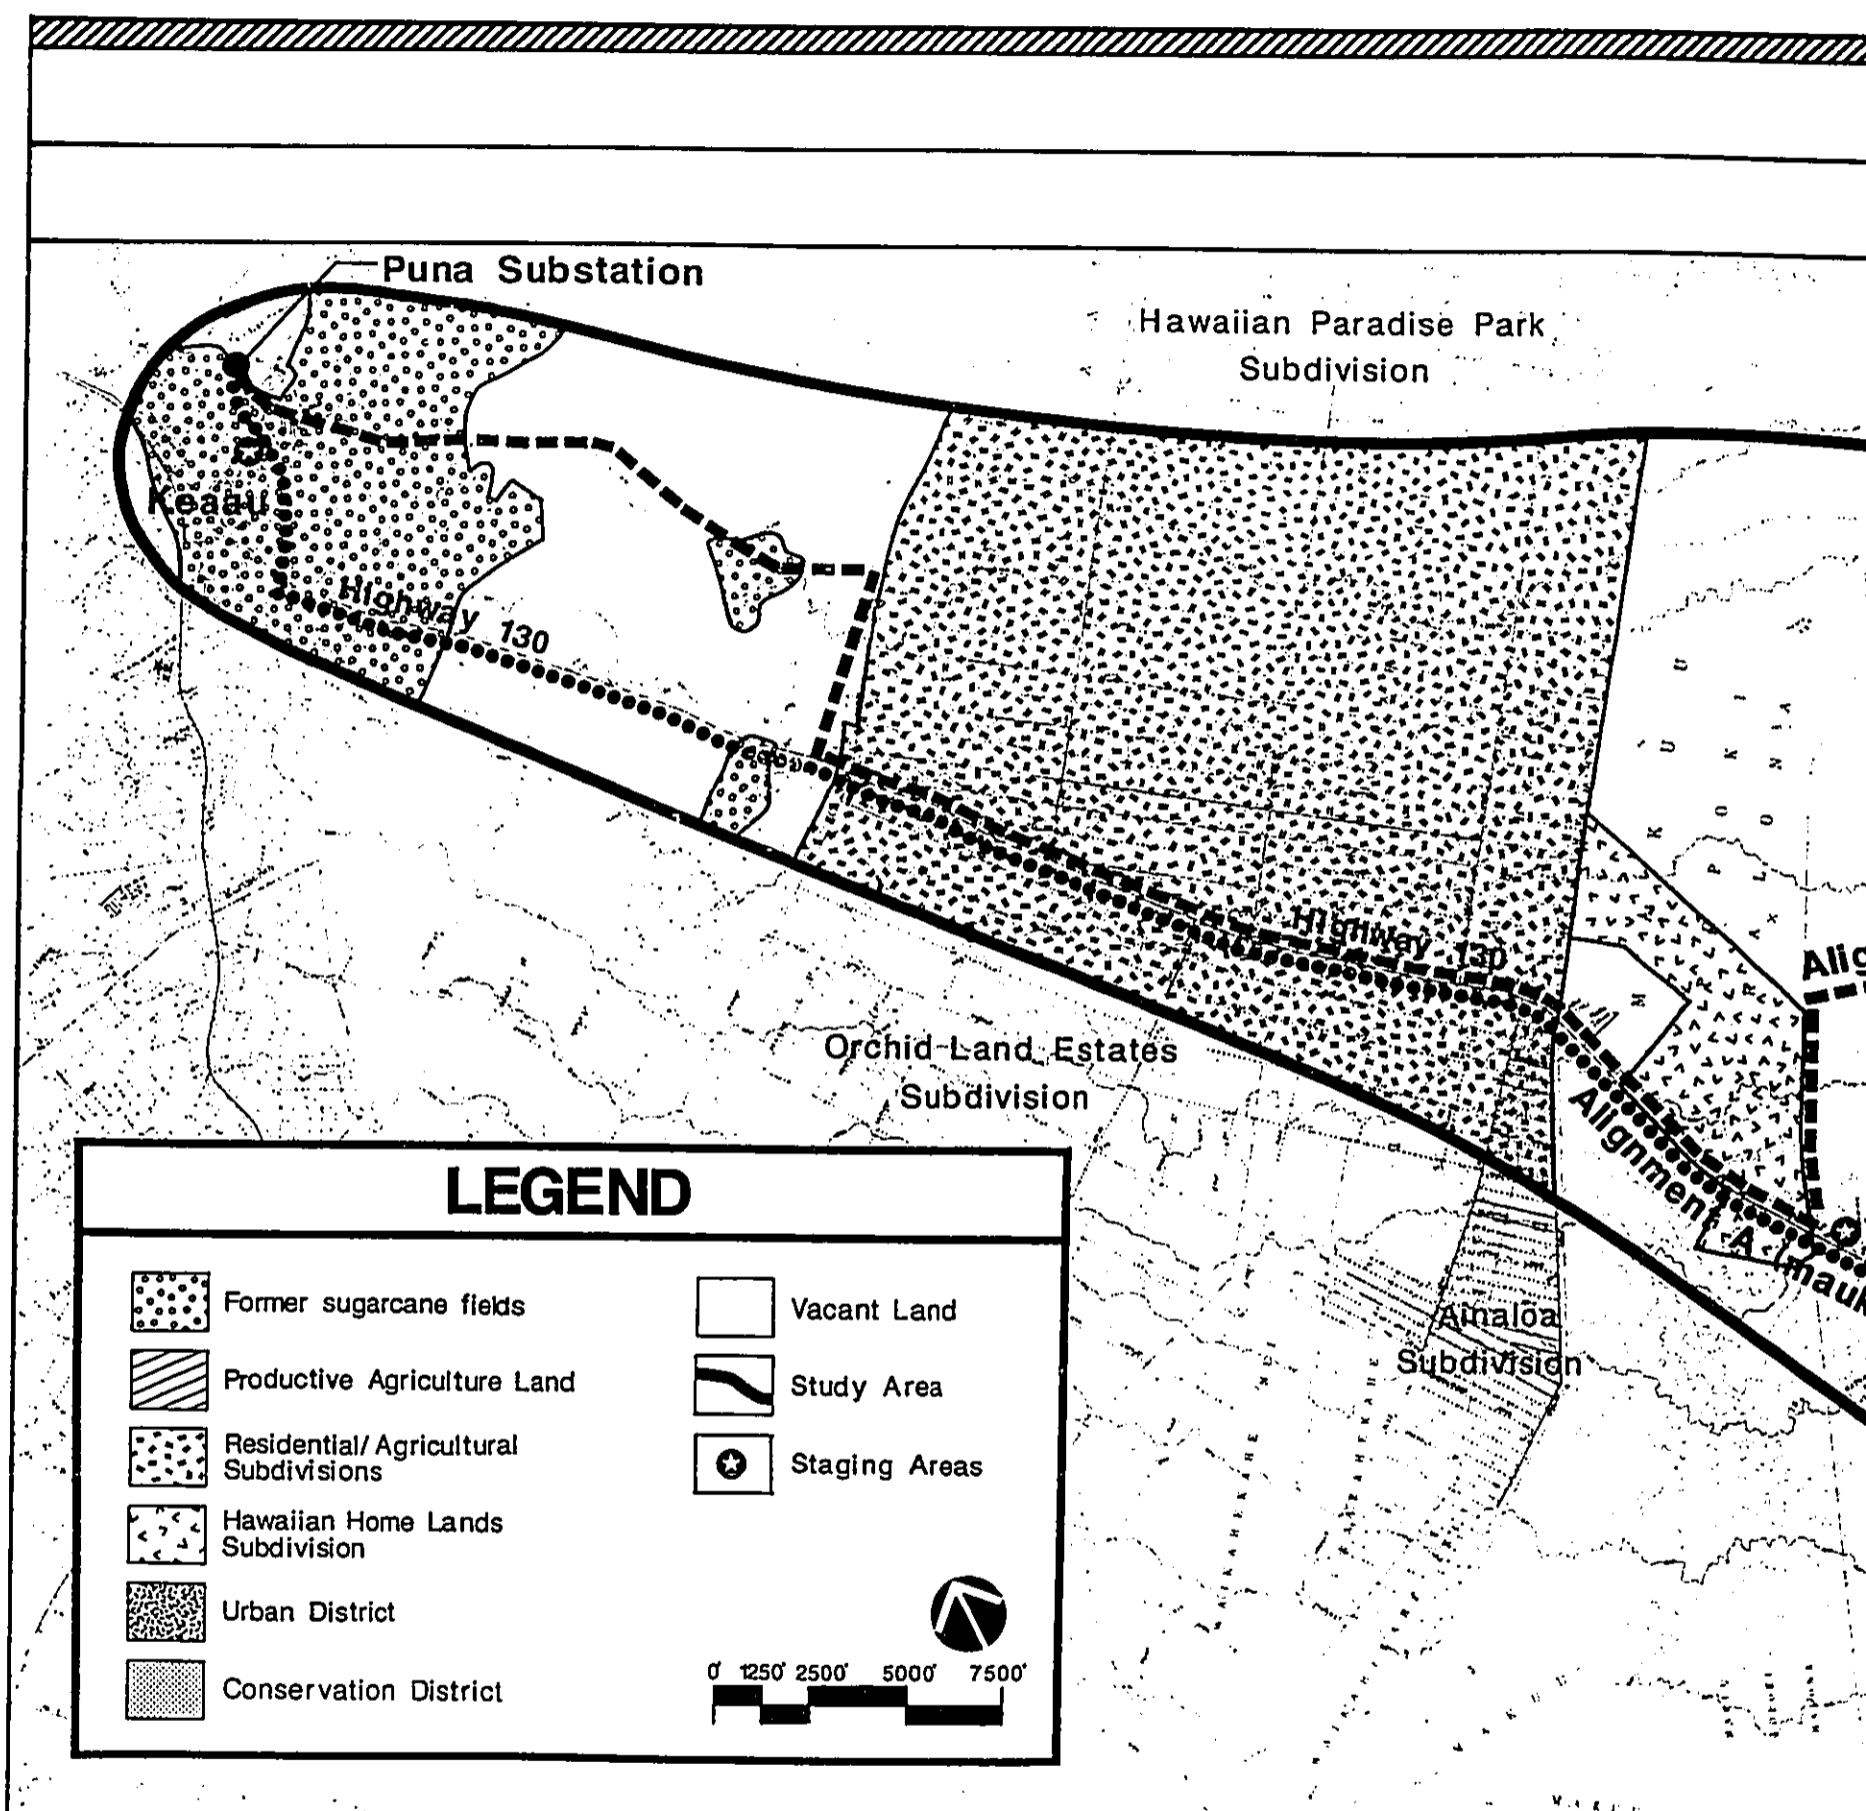 Puna Substation
Hawaiian Paradise Park
Subdivision
Keaau
Highway 130
Highway 130
Orchid Land Estates
Subdivision
Alignment A (mauk
Alig
Ainaloa
Subdivision
LEGEND
Former sugarcane fields
Productive Agriculture Land
Residential/Agricultural
Subdivisions
Hawaiian Home Lands
Subdivision
Urban District
Conservation District
Vacant Land
Study Area
Staging Areas
0' 1250' 2500' 5000' 7500'